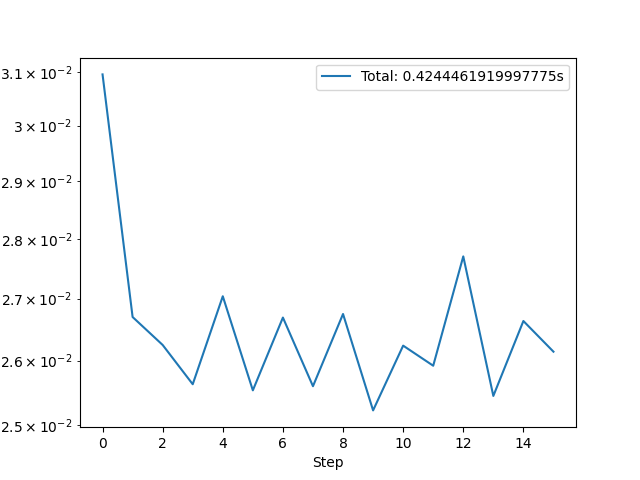 Total: 0.4244461919997775s
3.1 × 10⁻²
3 × 10⁻²
2.9 × 10⁻²
2.8 × 10⁻²
2.7 × 10⁻²
2.6 × 10⁻²
2.5 × 10⁻²
0 2 4 6 8 10 12 14
Step